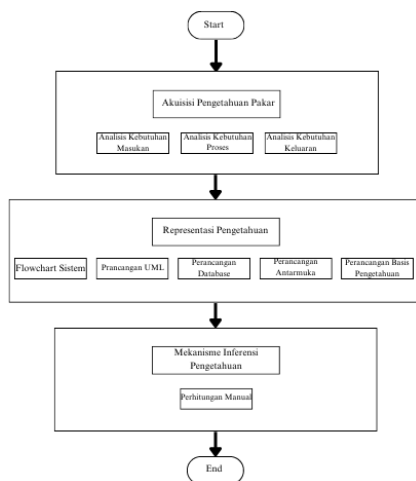 Start
Akuisisi Pengetahuan Pakar
Analisis Kebutuhan
Masukan
Analisis Kebutuhan
Proses
Analisis Kebutuhan
Keluaran
Representasi Pengetahuan
Flowchart Sistem
Prancangan UML
Perancangan
Database
Perancangan
Antarmuka
Perancangan Basis
Pengetahuan
Mekanisme Inferensi
Pengetahuan
Perhitungan Manual
End